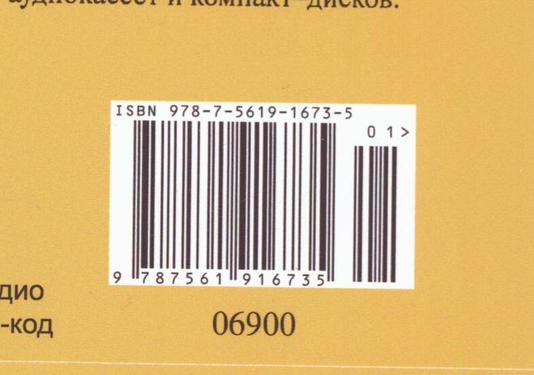 аудиокассет и компакт-дисков.
ISBN 978-7-5619-1673-5
01>
9 787561 916735
дио
-код
06900